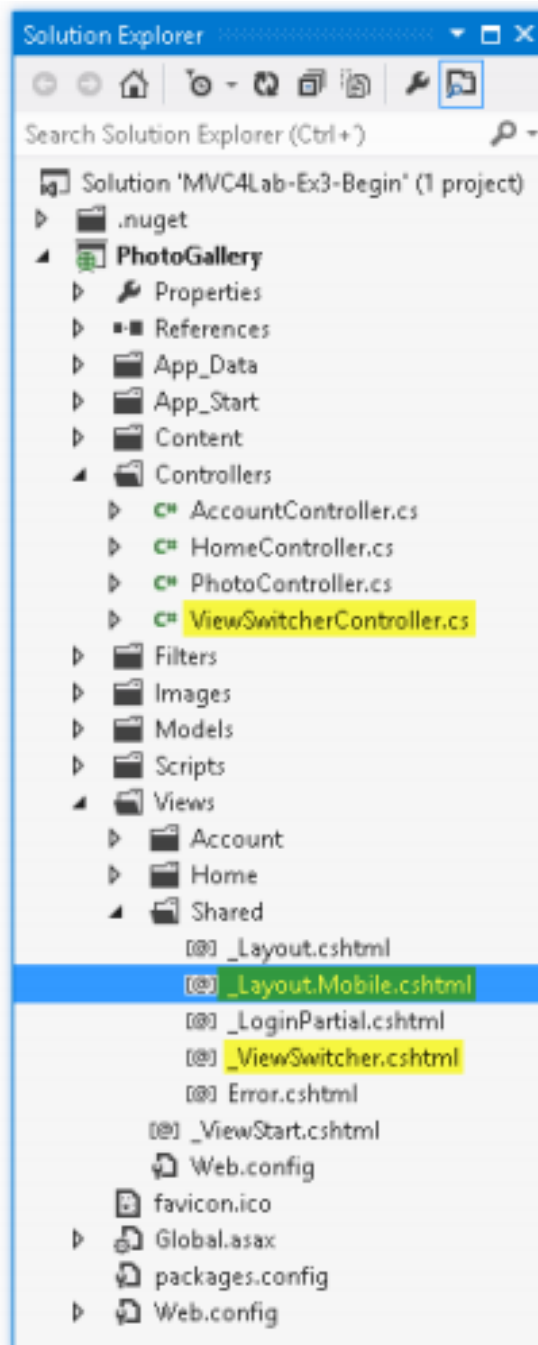 Solution Explorer
Search Solution Explorer (Ctrl+')
Solution 'MVC4Lab-Ex3-Begin' (1 project)
.nuget
PhotoGallery
Properties
References
App_Data
App_Start
Content
Controllers
C# AccountController.cs
C# HomeController.cs
C# PhotoController.cs
C# ViewSwitcherController.cs
Filters
Images
Models
Scripts
Views
Account
Home
Shared
[@] _Layout.cshtml
[@] _Layout.Mobile.cshtml
[@] _LoginPartial.cshtml
[@] _ViewSwitcher.cshtml
[@] Error.cshtml
[@] _ViewStart.cshtml
Web.config
favicon.ico
Global.asax
packages.config
Web.config